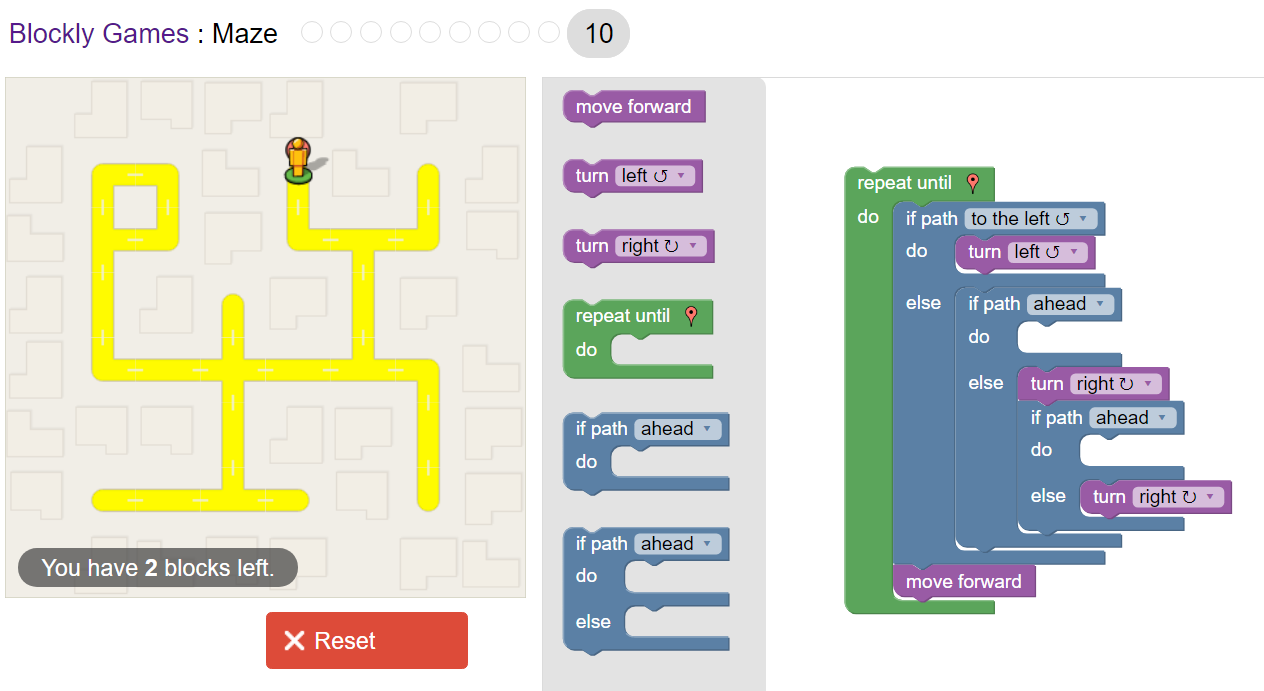 Blockly Games : Maze 10
You have 2 blocks left.
Reset
move forward
turn left ↺ ▾
turn right ↻ ▾
repeat until
do
if path ahead ▾
do
if path ahead ▾
do
else
repeat until
do if path to the left ↺ ▾
do turn left ↺ ▾
else if path ahead ▾
do
else turn right ↻ ▾
if path ahead ▾
do
else turn right ↻ ▾
move forward